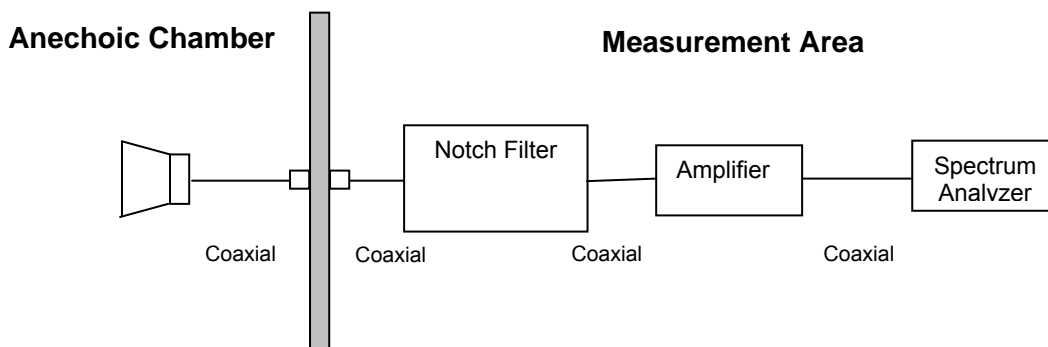 Anechoic Chamber
Measurement Area
Notch Filter
Amplifier
Spectrum
Analvzer
Coaxial
Coaxial
Coaxial
Coaxial